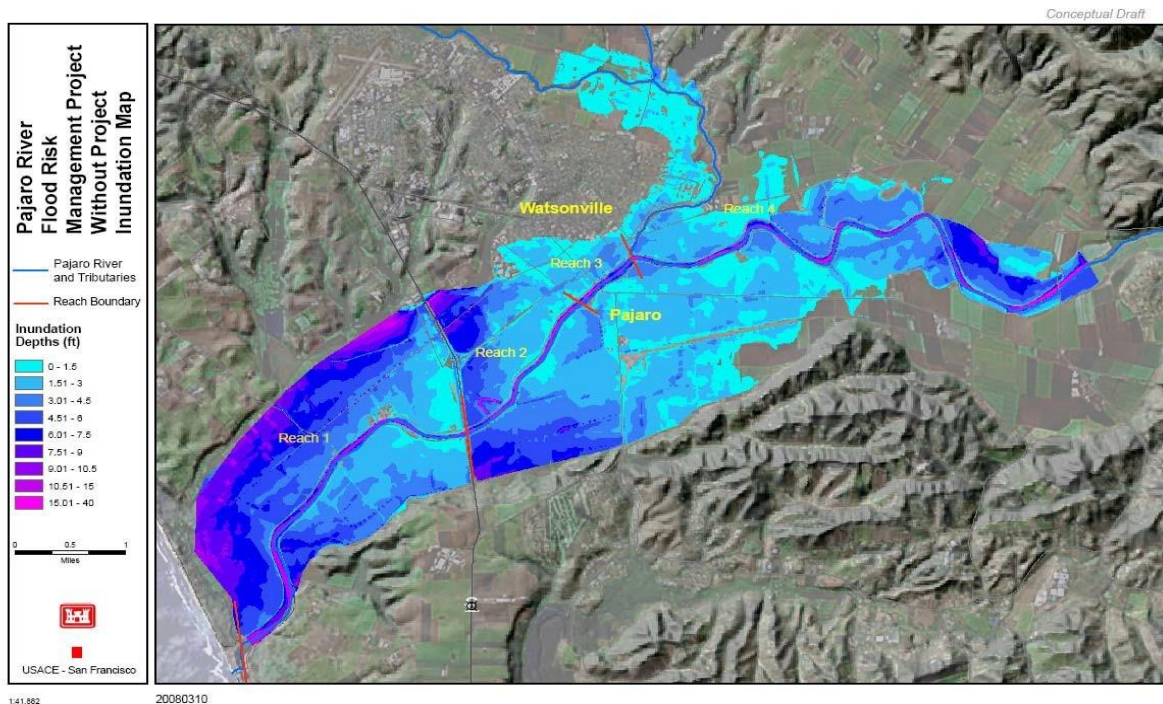 Conceptual Draft
Pajaro River
Flood Risk
Management Project
Without Project
Inundation Map
Pajaro River
and Tributaries
Reach Boundary
Inundation
Depths (ft)
0 - 1.5
1.51 - 3
3.01 - 4.5
4.51 - 6
6.01 - 7.5
7.51 - 9
9.01 - 10.5
10.51 - 15
15.01 - 40
0 0.5 1
Miles
USACE - San Francisco
Watsonville
Reach 4
Reach 3
Pajaro
Reach 2
Reach 1
1:41,862
20080310